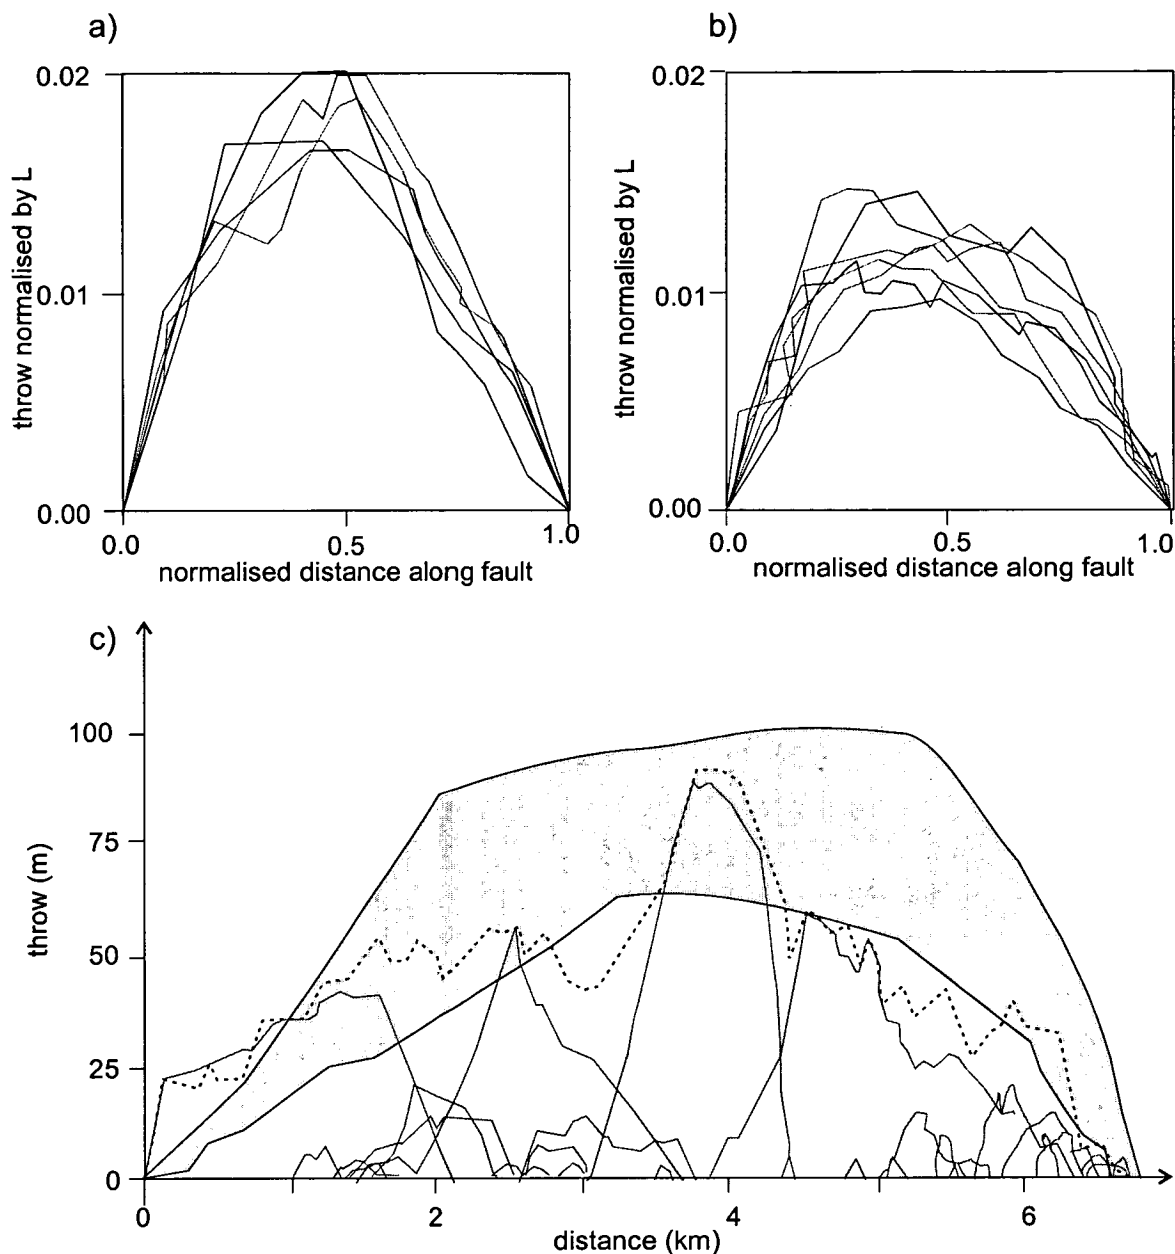 a)
throw normalised by L
0.02
0.01
0.00
0.0
0.5
1.0
normalised distance along fault
b)
throw normalised by L
0.02
0.01
0.00
0.0
0.5
1.0
normalised distance along fault
c)
throw (m)
100
75
50
25
0
0
2
4
6
distance (km)